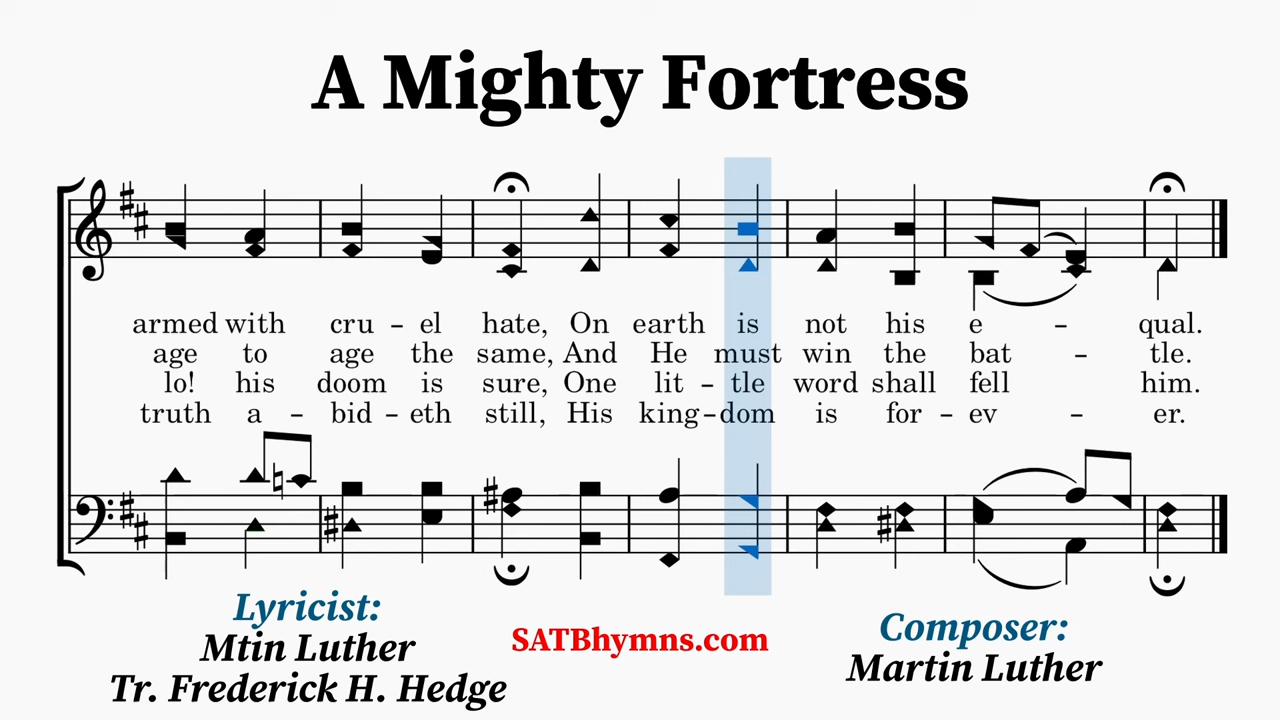 A Mighty Fortress
armed with cru - el hate, On earth is not his e - qual.
age to age the same, And He must win the bat - tle.
lo! his doom is sure, One lit - tle word shall fell him.
truth a - bid - eth still, His king - dom is for - ev - er.
Lyricist:
Mtin Luther
Tr. Frederick H. Hedge
SATBhymns.com
Composer:
Martin Luther